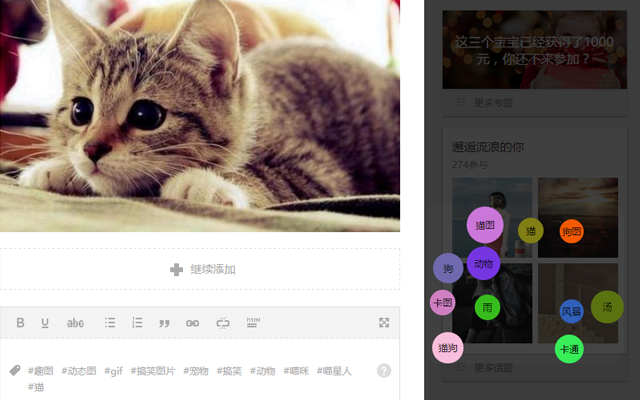 继续添加
B U abc html
#趣图 #动态图 #gif #搞笑图片 #宠物 #搞笑 #动物 #喵咪 #喵星人
#猫
?
这三个宝宝已经获得了1000
元，你还不来参加？
更多专题
邂逅流浪的你
274参与
猫图
猫
狗图
狗
动物
卡图
雨
风景
汤
猫狗
卡通
更多话题